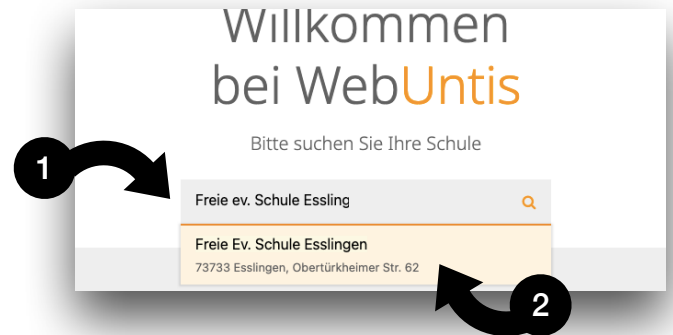 Willkommen
bei WebUntis
Bitte suchen Sie Ihre Schule
1
Freie ev. Schule Essling
Freie Ev. Schule Esslingen
73733 Esslingen, Obertürkheimer Str. 62
2